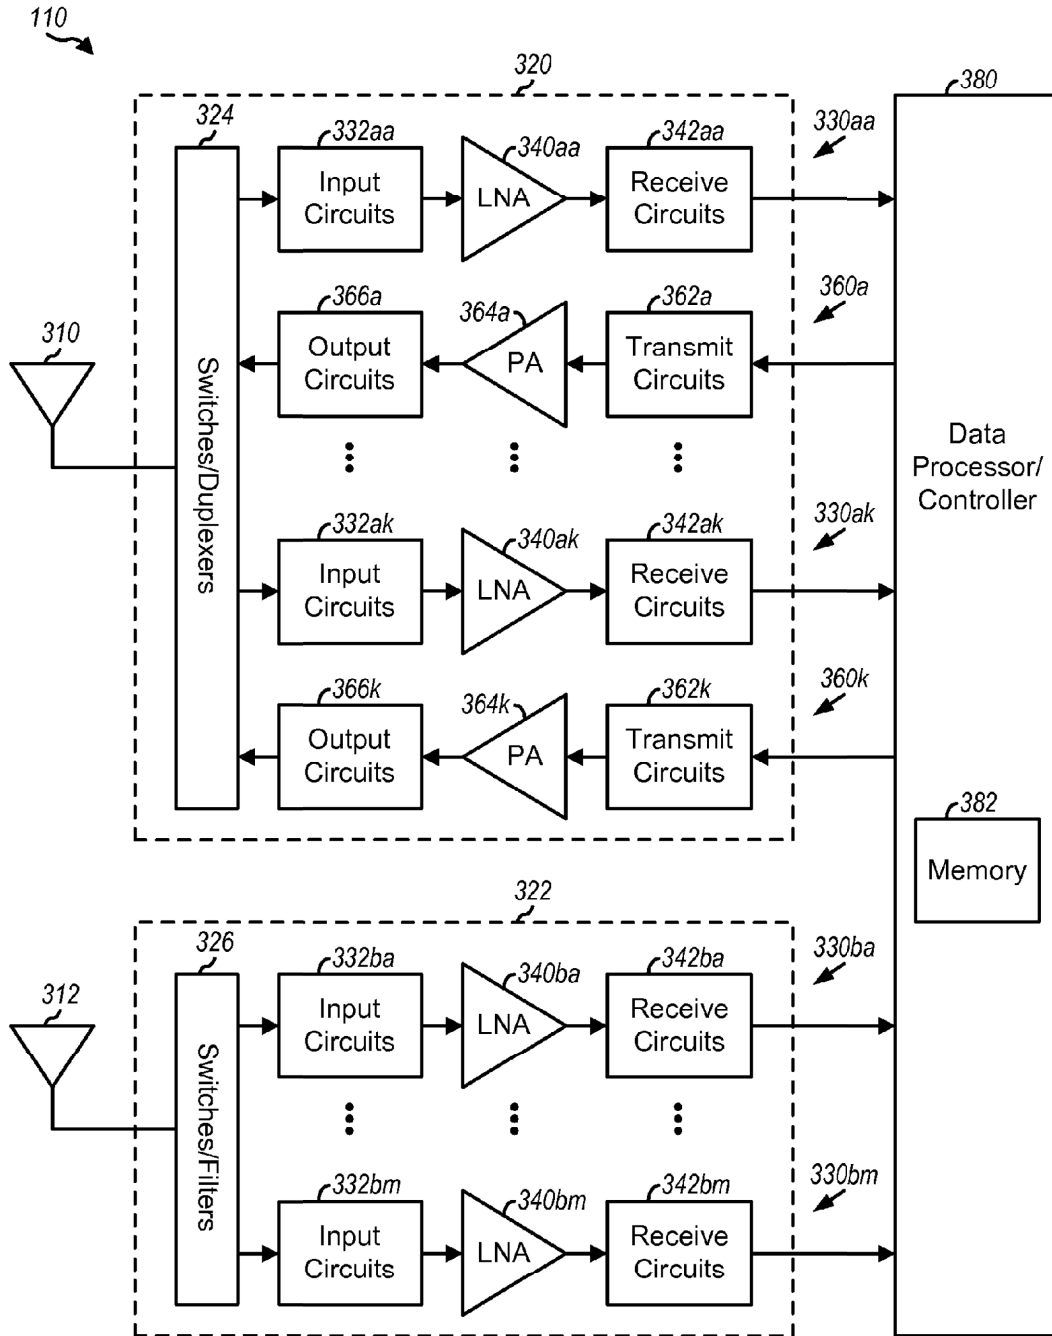 110
320
380
324
332aa
340aa
342aa
330aa
Input
Circuits
LNA
Receive
Circuits
366a
364a
362a
360a
310
Output
Circuits
PA
Transmit
Circuits
Switches/Duplexers
Data
Processor/
Controller
332ak
340ak
342ak
330ak
Input
Circuits
LNA
Receive
Circuits
366k
364k
362k
360k
Output
Circuits
PA
Transmit
Circuits
382
Memory
322
326
332ba
340ba
342ba
330ba
312
Input
Circuits
LNA
Receive
Circuits
Switches/Filters
332bm
340bm
342bm
330bm
Input
Circuits
LNA
Receive
Circuits